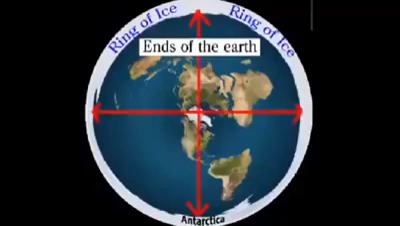 Ring of Ice
Ring of Ice
Ends of the earth
Antarctica